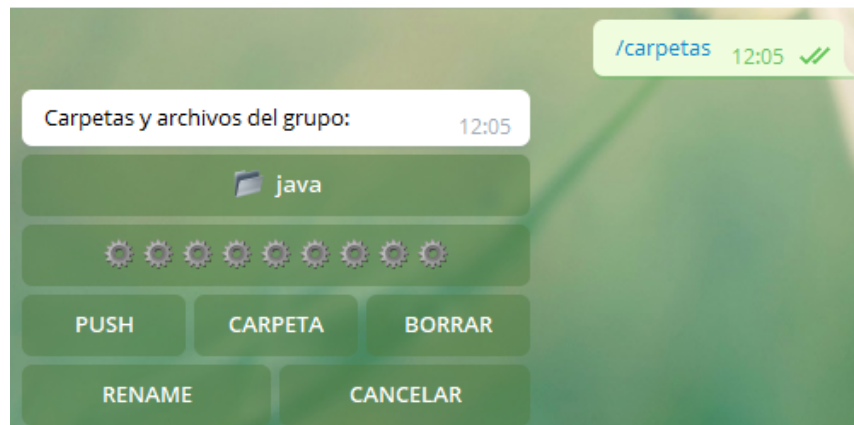 /carpetas 12:05
Carpetas y archivos del grupo: 12:05
java
PUSH CARPETA BORRAR
RENAME CANCELAR